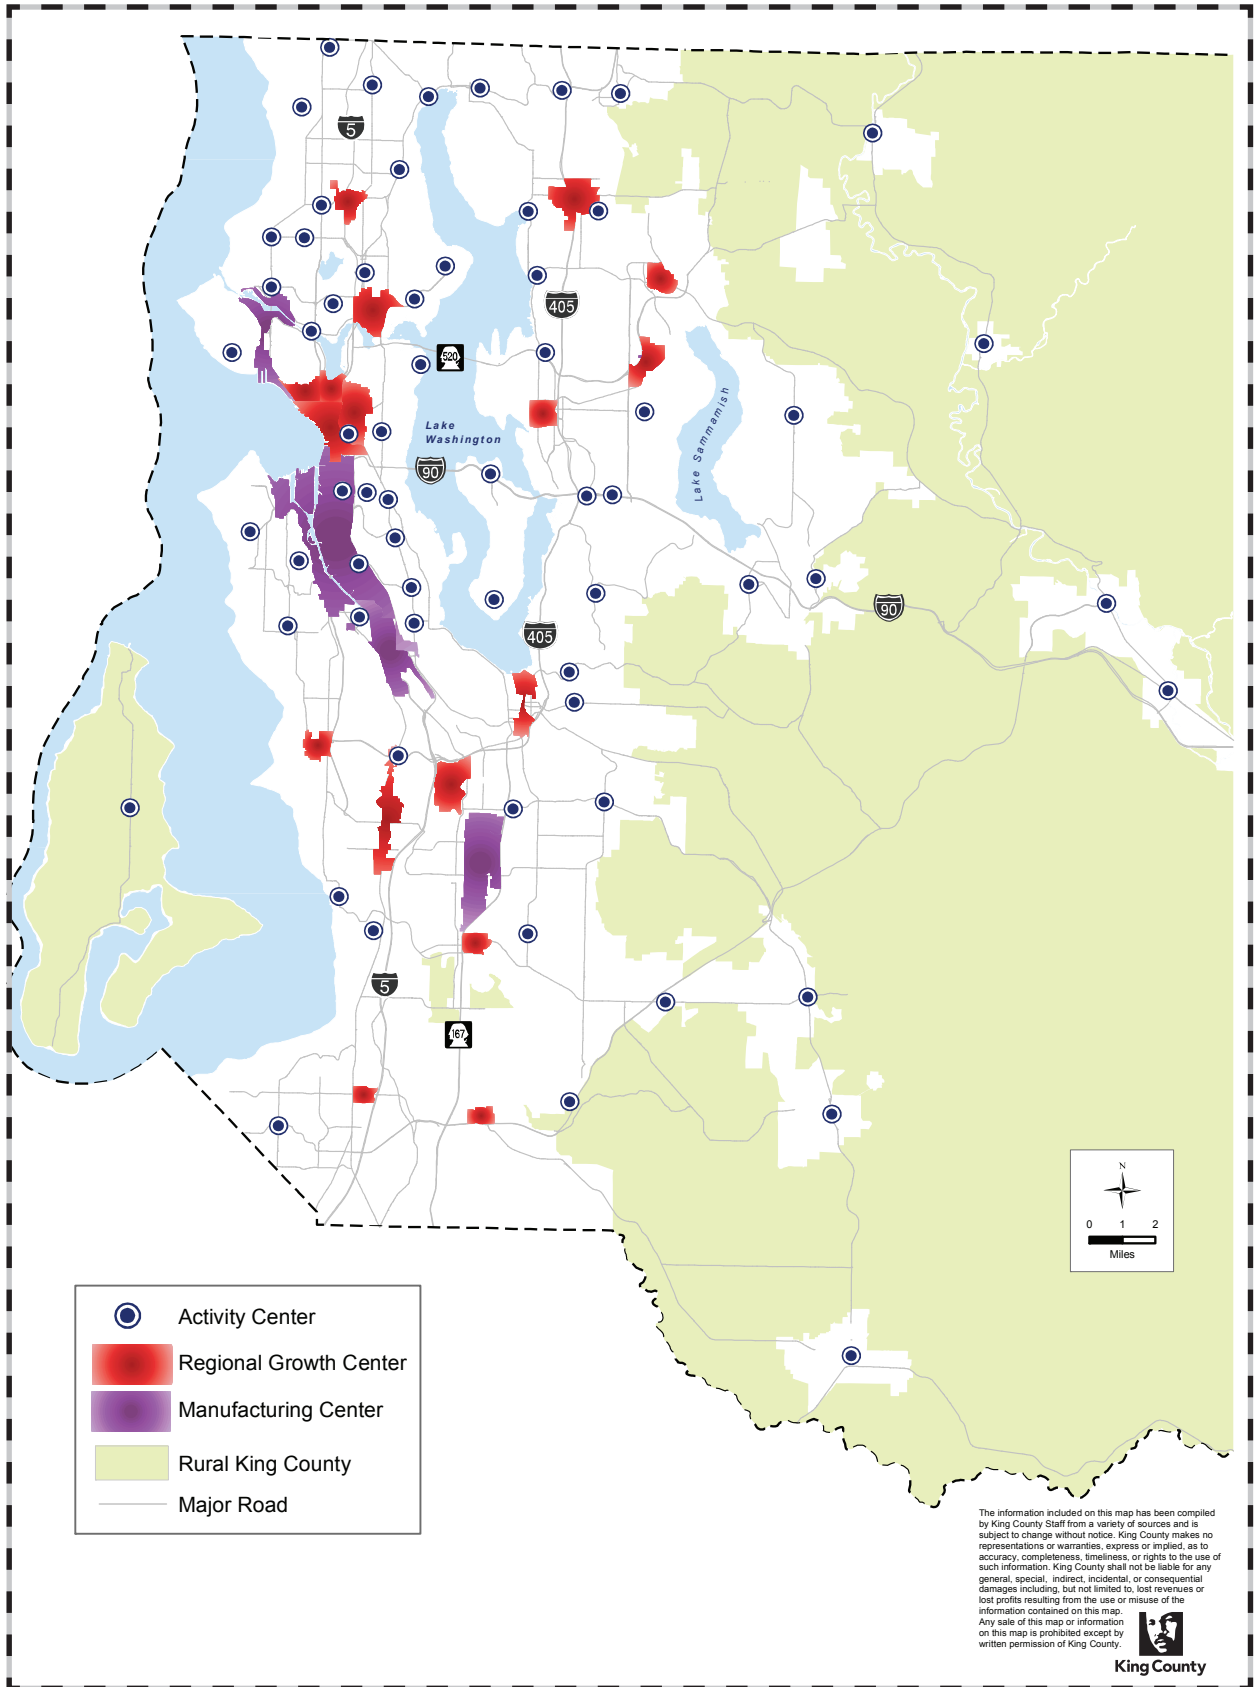 5
405
520
Lake
Washington
90
Lake Sammamish
90
405
5
167
N
0 1 2
Miles
Activity Center
Regional Growth Center
Manufacturing Center
Rural King County
Major Road
The information included on this map has been compiled
by King County Staff from a variety of sources and is
subject to change without notice. King County makes no
representations or warranties, express or implied, as to
accuracy, completeness, timeliness, or rights to the use of
such information. King County shall not be liable for any
general, special, indirect, incidental, or consequential
damages including, but not limited to, lost revenues or
lost profits resulting from the use or misuse of the
information contained on this map.
Any sale of this map or information
on this map is prohibited except by
written permission of King County.
King County